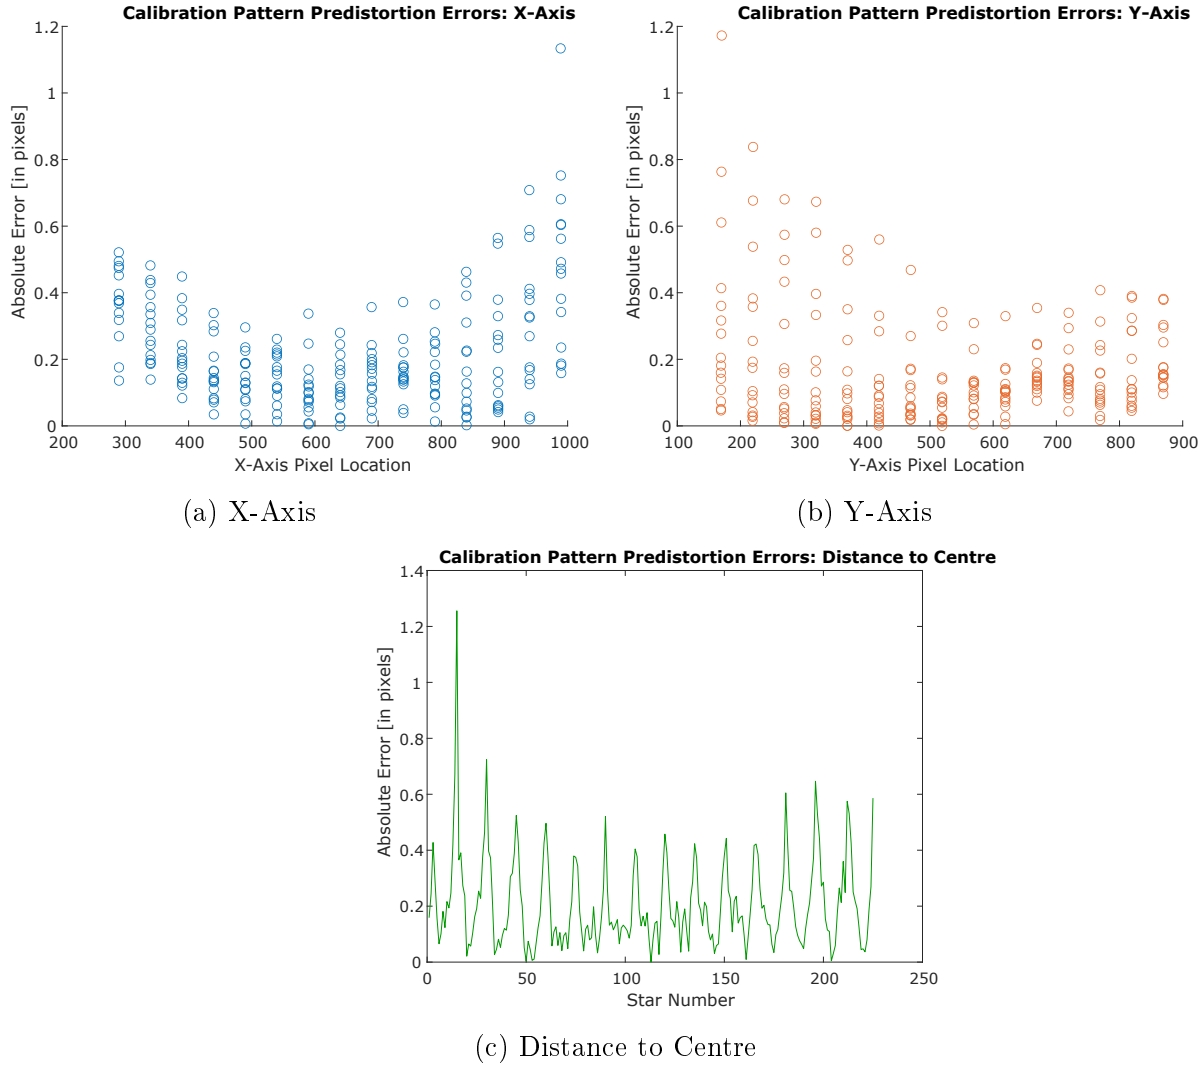 Calibration Pattern Predistortion Errors: X-Axis
Absolute Error [in pixels]
1.2
1
0.8
0.6
0.4
0.2
0
200 300 400 500 600 700 800 900 1000
X-Axis Pixel Location
(a) X-Axis
Calibration Pattern Predistortion Errors: Y-Axis
Absolute Error [in pixels]
1.2
1
0.8
0.6
0.4
0.2
0
100 200 300 400 500 600 700 800 900
Y-Axis Pixel Location
(b) Y-Axis
Calibration Pattern Predistortion Errors: Distance to Centre
Absolute Error [in pixels]
1.4
1.2
1
0.8
0.6
0.4
0.2
0
0 50 100 150 200 250
Star Number
(c) Distance to Centre